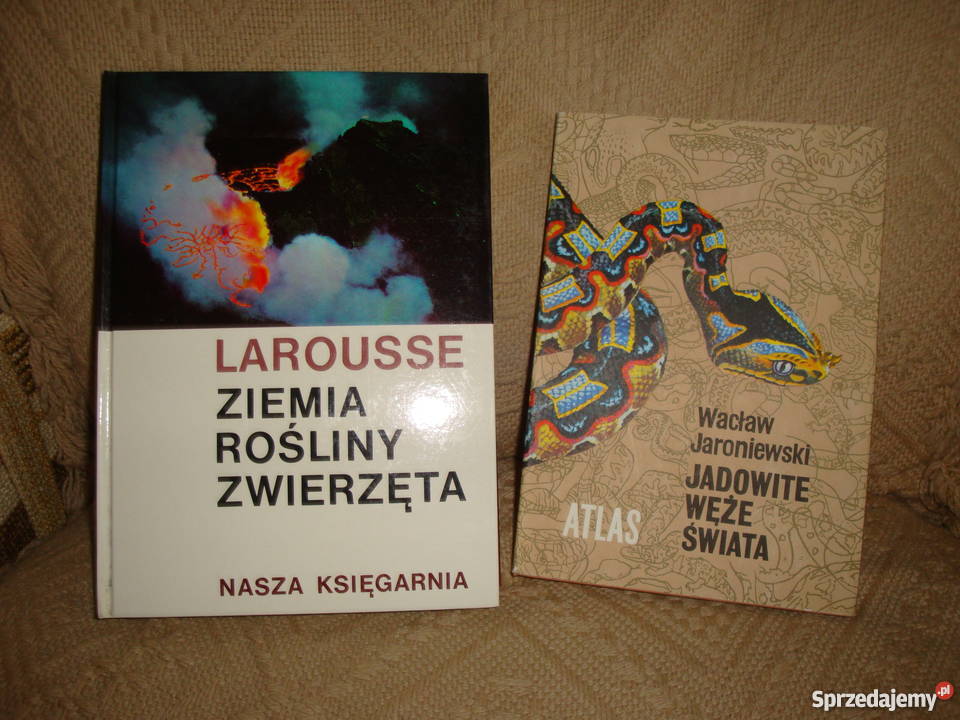 LAROUSSE
ZIEMIA
ROŚLINY
ZWIERZĘTA
NASZA KSIĘGARNIA
Wacław
Jaroniewski
JADOWITE
WĘŻE
ŚWIATA
ATLAS
Sprzedajemy.pl